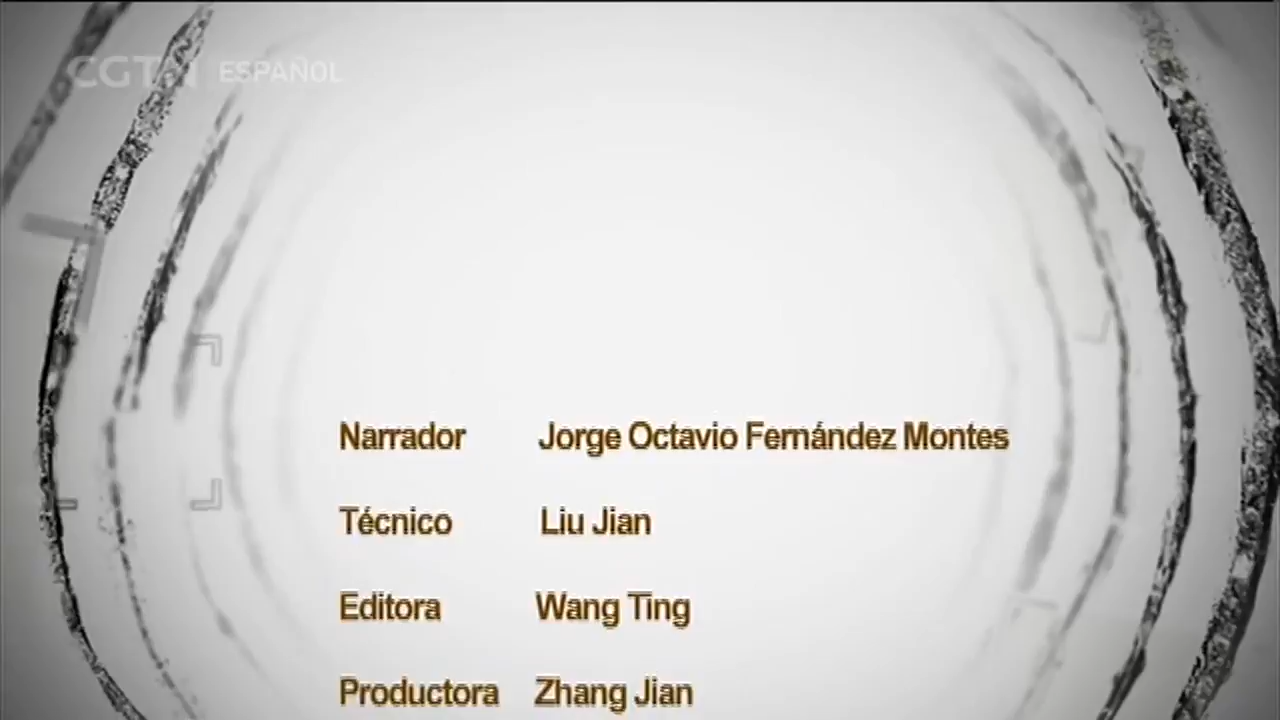 CGTN ESPAÑOL
Narrador Jorge Octavio Fernández Montes
Técnico Liu Jian
Editora Wang Ting
Productora Zhang Jian